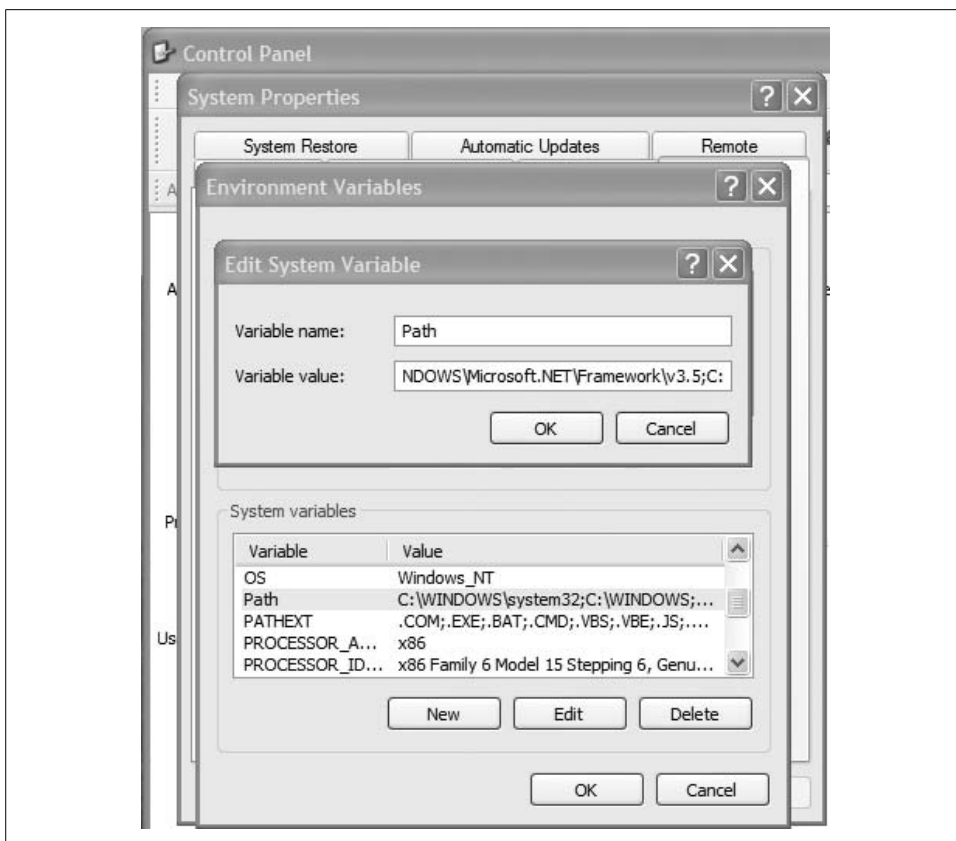 Control Panel
System Properties
System Restore Automatic Updates Remote
A Environment Variables
Edit System Variable
A
Variable name: Path
Variable value: NDOWS\Microsoft.NET\Framework\v3.5;C:
OK Cancel
System variables
Pr
Variable Value
OS Windows_NT
Path C:\WINDOWS\system32;C:\WINDOWS;...
PATHEXT .COM;.EXE;.BAT;.CMD;.VBS;.VBE;.JS;....
Us PROCESSOR_A... x86
PROCESSOR_ID... x86 Family 6 Model 15 Stepping 6, Genu...
New Edit Delete
OK Cancel